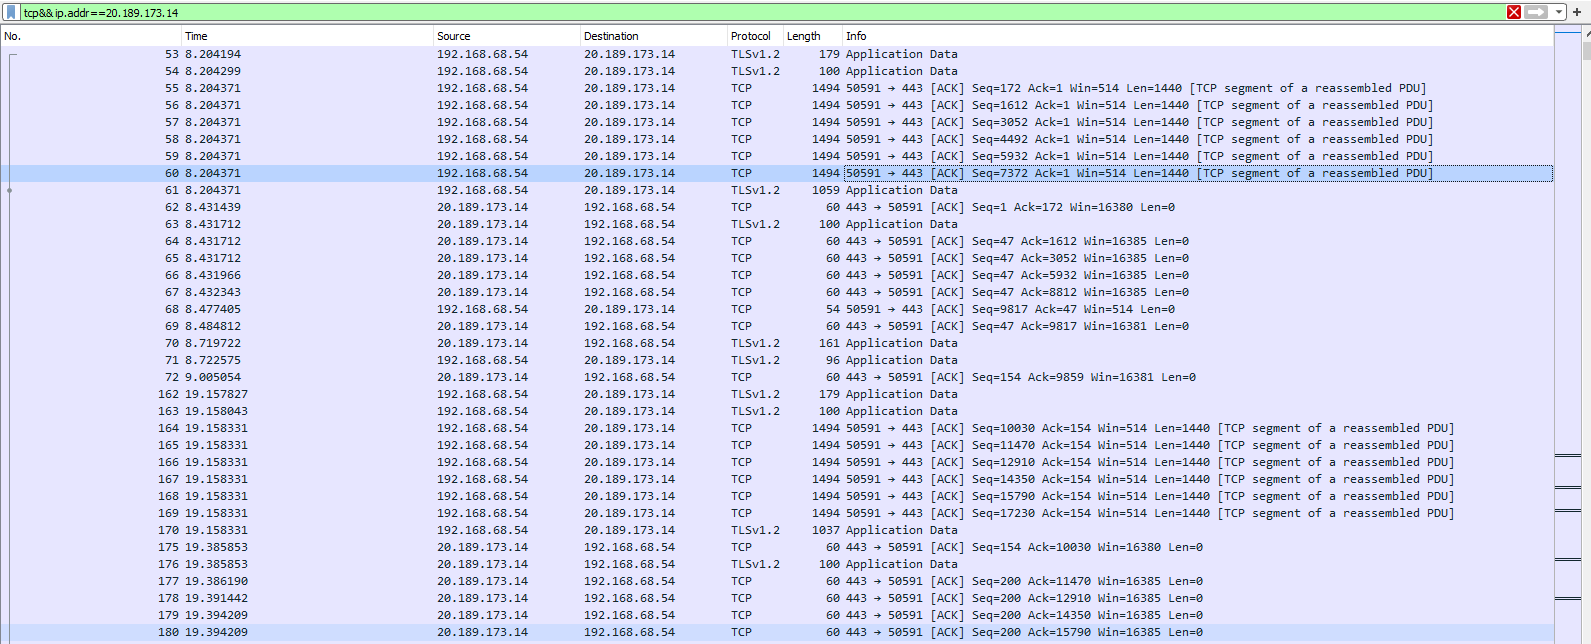 tcp&&ip.addr==20.189.173.14
No. Time Source Destination Protocol Length Info
53 8.204194 192.168.68.54 20.189.173.14 TLSv1.2 179 Application Data
54 8.204299 192.168.68.54 20.189.173.14 TLSv1.2 100 Application Data
55 8.204371 192.168.68.54 20.189.173.14 TCP 1494 50591 → 443 [ACK] Seq=172 Ack=1 Win=514 Len=1440 [TCP segment of a reassembled PDU]
56 8.204371 192.168.68.54 20.189.173.14 TCP 1494 50591 → 443 [ACK] Seq=1612 Ack=1 Win=514 Len=1440 [TCP segment of a reassembled PDU]
57 8.204371 192.168.68.54 20.189.173.14 TCP 1494 50591 → 443 [ACK] Seq=3052 Ack=1 Win=514 Len=1440 [TCP segment of a reassembled PDU]
58 8.204371 192.168.68.54 20.189.173.14 TCP 1494 50591 → 443 [ACK] Seq=4492 Ack=1 Win=514 Len=1440 [TCP segment of a reassembled PDU]
59 8.204371 192.168.68.54 20.189.173.14 TCP 1494 50591 → 443 [ACK] Seq=5932 Ack=1 Win=514 Len=1440 [TCP segment of a reassembled PDU]
60 8.204371 192.168.68.54 20.189.173.14 TCP 1494 50591 → 443 [ACK] Seq=7372 Ack=1 Win=514 Len=1440 [TCP segment of a reassembled PDU]
61 8.204371 192.168.68.54 20.189.173.14 TLSv1.2 1059 Application Data
62 8.431439 20.189.173.14 192.168.68.54 TCP 60 443 → 50591 [ACK] Seq=1 Ack=172 Win=16380 Len=0
63 8.431712 20.189.173.14 192.168.68.54 TLSv1.2 100 Application Data
64 8.431712 20.189.173.14 192.168.68.54 TCP 60 443 → 50591 [ACK] Seq=47 Ack=1612 Win=16385 Len=0
65 8.431712 20.189.173.14 192.168.68.54 TCP 60 443 → 50591 [ACK] Seq=47 Ack=3052 Win=16385 Len=0
66 8.431966 20.189.173.14 192.168.68.54 TCP 60 443 → 50591 [ACK] Seq=47 Ack=5932 Win=16385 Len=0
67 8.432343 20.189.173.14 192.168.68.54 TCP 60 443 → 50591 [ACK] Seq=47 Ack=8812 Win=16385 Len=0
68 8.477405 192.168.68.54 20.189.173.14 TCP 54 50591 → 443 [ACK] Seq=9817 Ack=47 Win=514 Len=0
69 8.484812 20.189.173.14 192.168.68.54 TCP 60 443 → 50591 [ACK] Seq=47 Ack=9817 Win=16381 Len=0
70 8.719722 20.189.173.14 192.168.68.54 TLSv1.2 161 Application Data
71 8.722575 192.168.68.54 20.189.173.14 TLSv1.2 96 Application Data
72 9.005054 20.189.173.14 192.168.68.54 TCP 60 443 → 50591 [ACK] Seq=154 Ack=9859 Win=16381 Len=0
162 19.157827 192.168.68.54 20.189.173.14 TLSv1.2 179 Application Data
163 19.158043 192.168.68.54 20.189.173.14 TLSv1.2 100 Application Data
164 19.158331 192.168.68.54 20.189.173.14 TCP 1494 50591 → 443 [ACK] Seq=10030 Ack=154 Win=514 Len=1440 [TCP segment of a reassembled PDU]
165 19.158331 192.168.68.54 20.189.173.14 TCP 1494 50591 → 443 [ACK] Seq=11470 Ack=154 Win=514 Len=1440 [TCP segment of a reassembled PDU]
166 19.158331 192.168.68.54 20.189.173.14 TCP 1494 50591 → 443 [ACK] Seq=12910 Ack=154 Win=514 Len=1440 [TCP segment of a reassembled PDU]
167 19.158331 192.168.68.54 20.189.173.14 TCP 1494 50591 → 443 [ACK] Seq=14350 Ack=154 Win=514 Len=1440 [TCP segment of a reassembled PDU]
168 19.158331 192.168.68.54 20.189.173.14 TCP 1494 50591 → 443 [ACK] Seq=15790 Ack=154 Win=514 Len=1440 [TCP segment of a reassembled PDU]
169 19.158331 192.168.68.54 20.189.173.14 TCP 1494 50591 → 443 [ACK] Seq=17230 Ack=154 Win=514 Len=1440 [TCP segment of a reassembled PDU]
170 19.158331 192.168.68.54 20.189.173.14 TLSv1.2 1037 Application Data
175 19.385853 20.189.173.14 192.168.68.54 TCP 60 443 → 50591 [ACK] Seq=154 Ack=10030 Win=16380 Len=0
176 19.385853 20.189.173.14 192.168.68.54 TLSv1.2 100 Application Data
177 19.386190 20.189.173.14 192.168.68.54 TCP 60 443 → 50591 [ACK] Seq=200 Ack=11470 Win=16385 Len=0
178 19.391442 20.189.173.14 192.168.68.54 TCP 60 443 → 50591 [ACK] Seq=200 Ack=12910 Win=16385 Len=0
179 19.394209 20.189.173.14 192.168.68.54 TCP 60 443 → 50591 [ACK] Seq=200 Ack=14350 Win=16385 Len=0
180 19.394209 20.189.173.14 192.168.68.54 TCP 60 443 → 50591 [ACK] Seq=200 Ack=15790 Win=16385 Len=0